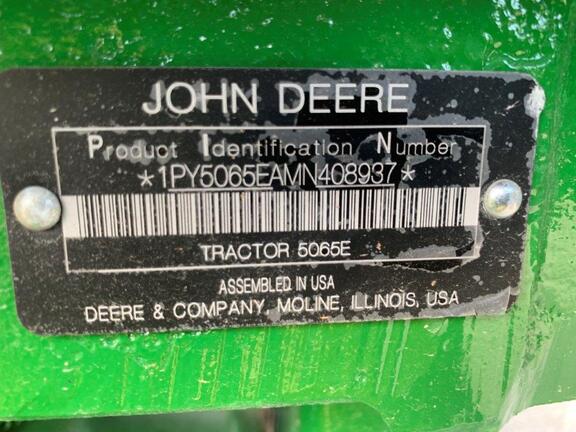 JOHN DEERE
Product Identification Number
*1PY5065EAMN408937*
TRACTOR 5065E
ASSEMBLED IN USA
DEERE & COMPANY, MOLINE, ILLINOIS, USA